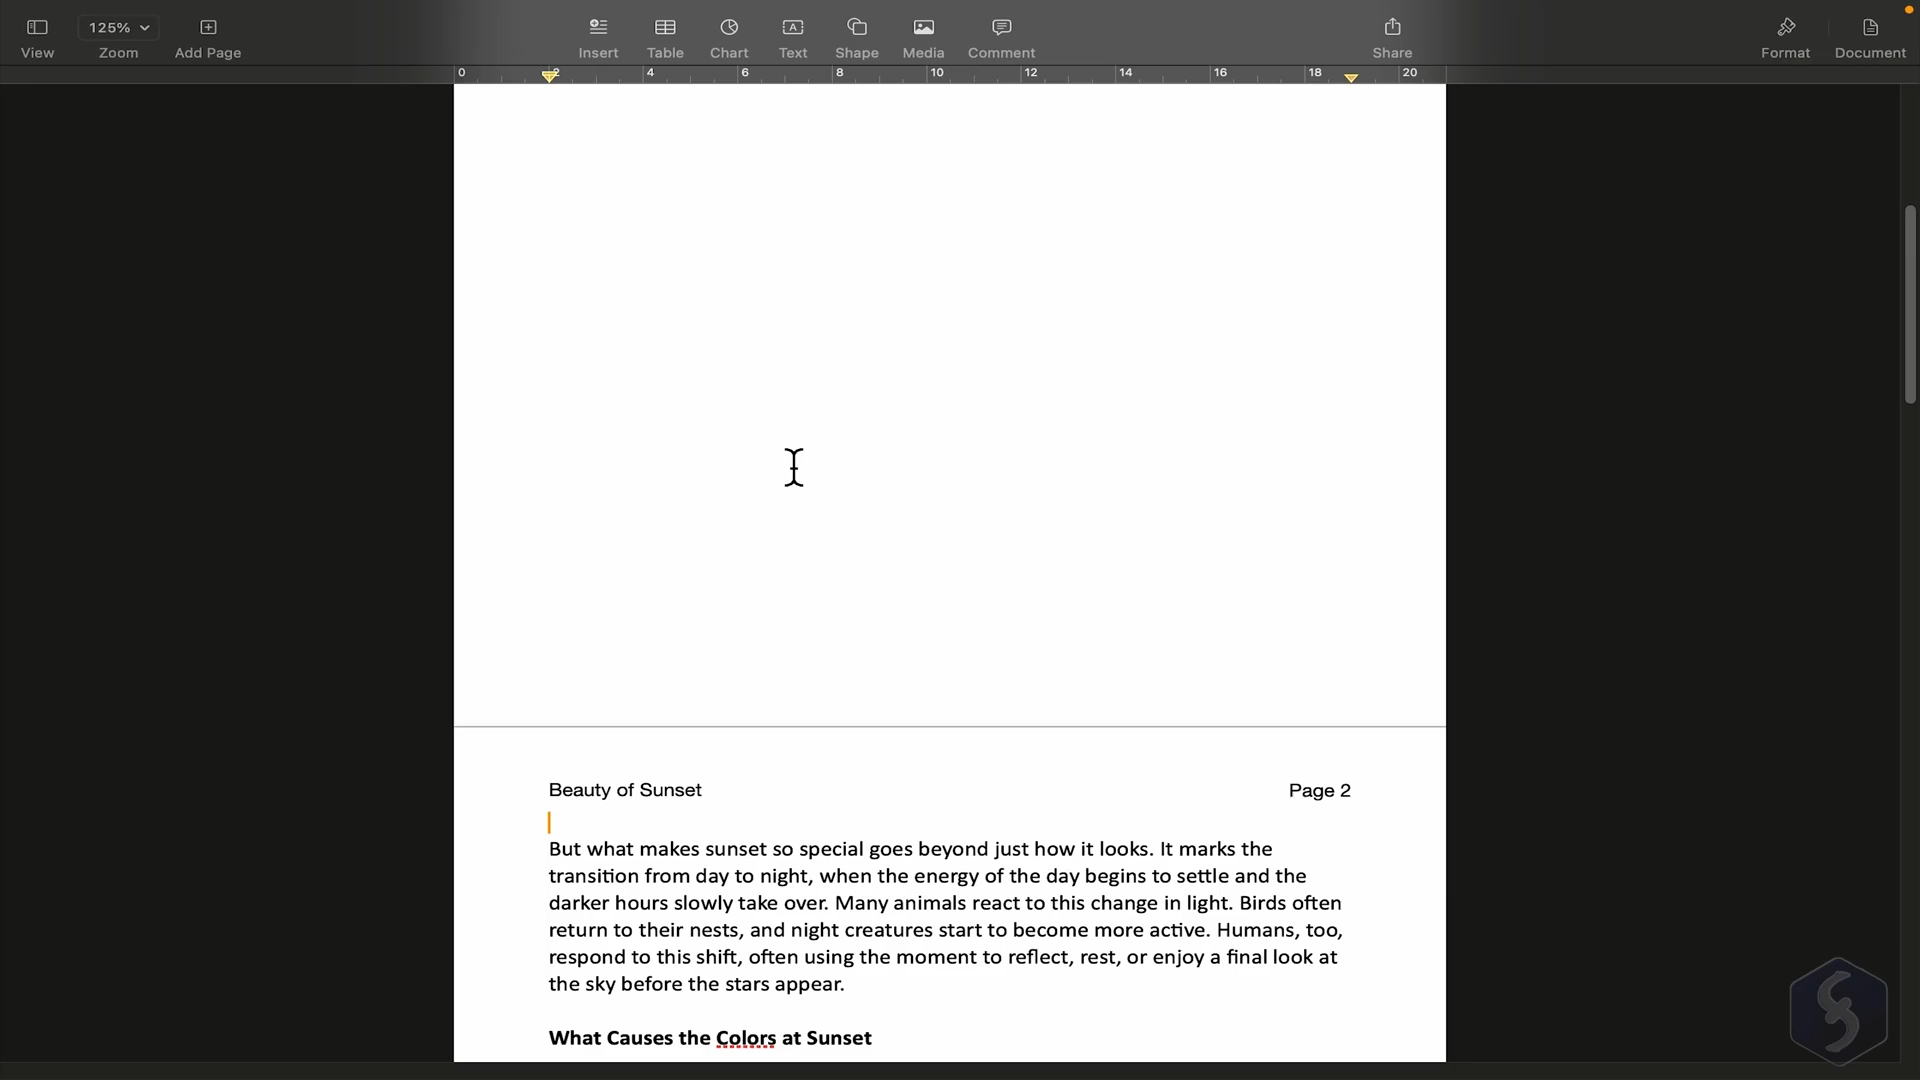 125%
View Zoom Add Page Insert Table Chart Text Shape Media Comment Share Format Document
0 2 4 6 8 10 12 14 16 18 20
Beauty of Sunset Page 2
But what makes sunset so special goes beyond just how it looks. It marks the
transition from day to night, when the energy of the day begins to settle and the
darker hours slowly take over. Many animals react to this change in light. Birds often
return to their nests, and night creatures start to become more active. Humans, too,
respond to this shift, often using the moment to reflect, rest, or enjoy a final look at
the sky before the stars appear.
What Causes the Colors at Sunset